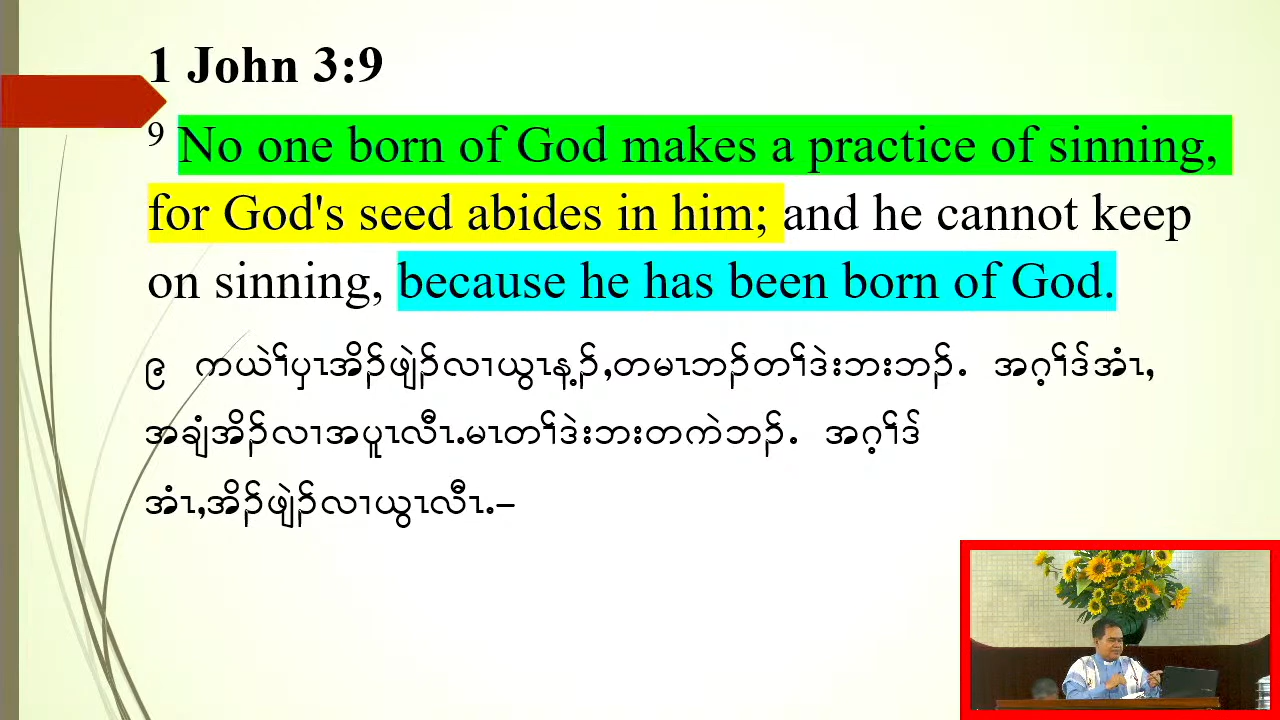 1 John 3:9
9 No one born of God makes a practice of sinning,
for God's seed abides in him; and he cannot keep
on sinning, because he has been born of God.
၉ ကယဲၢ်ပှၤအိၣ်ဖျဲၣ်လၢယွၤန့ၣ်,တမၤဘၣ်တၢ်ဒဲးဘးဘၣ်. အဂ့ၢ်ဒ်အံၤ,
အချံအိၣ်လၢအပူၤလီၤ.မၤတၢ်ဒဲးဘးတကဲဘၣ်. အဂ့ၢ်ဒ်
အံၤ,အိၣ်ဖျဲၣ်လၢယွၤလီၤ.–